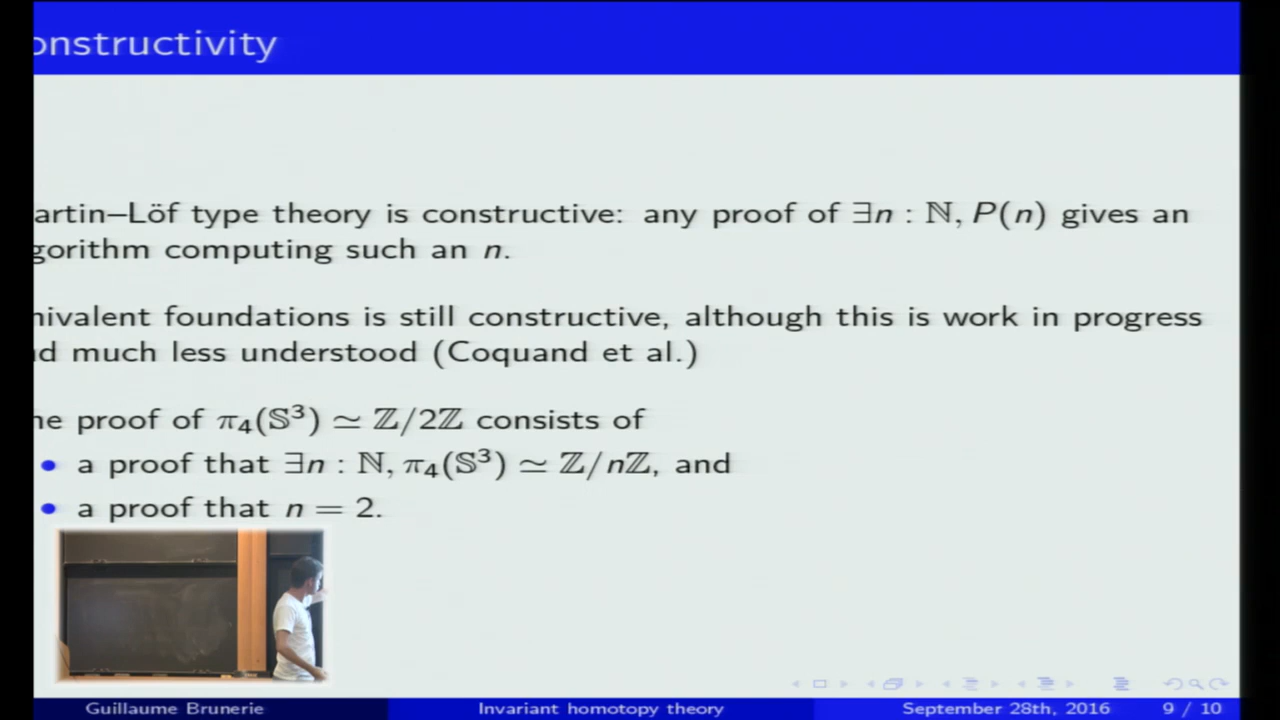 onstructivity
artin–Löf type theory is constructive: any proof of ∃n : ℕ, P(n) gives an
gorithm computing such an n.
nivalent foundations is still constructive, although this is work in progress
d much less understood (Coquand et al.)
he proof of π₄(𝕊³) ≃ ℤ/2ℤ consists of
• a proof that ∃n : ℕ, π₄(𝕊³) ≃ ℤ/nℤ, and
• a proof that n = 2.
Guillaume Brunerie Invariant homotopy theory September 28th, 2016 9 / 10